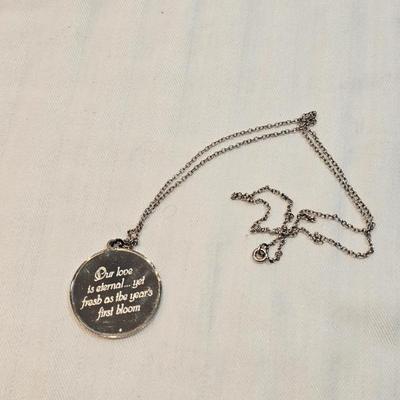 Our love
is eternal... yet
fresh as the year's
first bloom